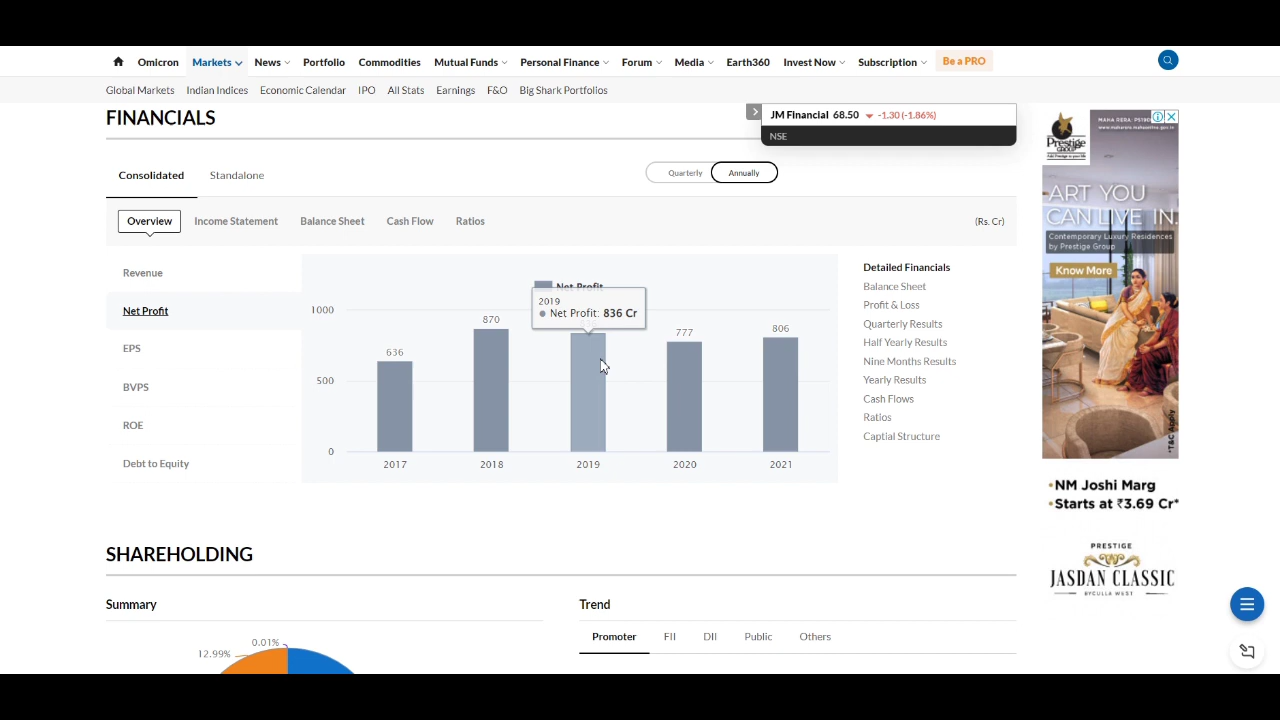 Omicron Markets News Portfolio Commodities Mutual Funds Personal Finance Forum Media Earth360 Invest Now Subscription Be a PRO
Global Markets Indian Indices Economic Calendar IPO All Stats Earnings F&O Big Shark Portfolios
FINANCIALS
JM Financial 68.50 -1.30 (-1.86%)
NSE
Consolidated Standalone
Quarterly Annually
Overview Income Statement Balance Sheet Cash Flow Ratios (Rs. Cr)
Revenue
Net Profit
EPS
BVPS
ROE
Debt to Equity
Net Profit
2019
Net Profit: 836 Cr
1000
500
0
636 870 777 806
2017 2018 2019 2020 2021
Detailed Financials
Balance Sheet
Profit & Loss
Quarterly Results
Half Yearly Results
Nine Months Results
Yearly Results
Cash Flows
Ratios
Captial Structure
SHAREHOLDING
Summary
0.01%
12.99%
Trend
Promoter FII DII Public Others
Prestige
GROUP
ART YOU
CAN LIVE IN.
Contemporary Luxury Residences
by Prestige Group
Know More
*T&C Apply
•NM Joshi Marg
•Starts at ₹3.69 Cr*
PRESTIGE
JASDAN CLASSIC
BYCULLA WEST